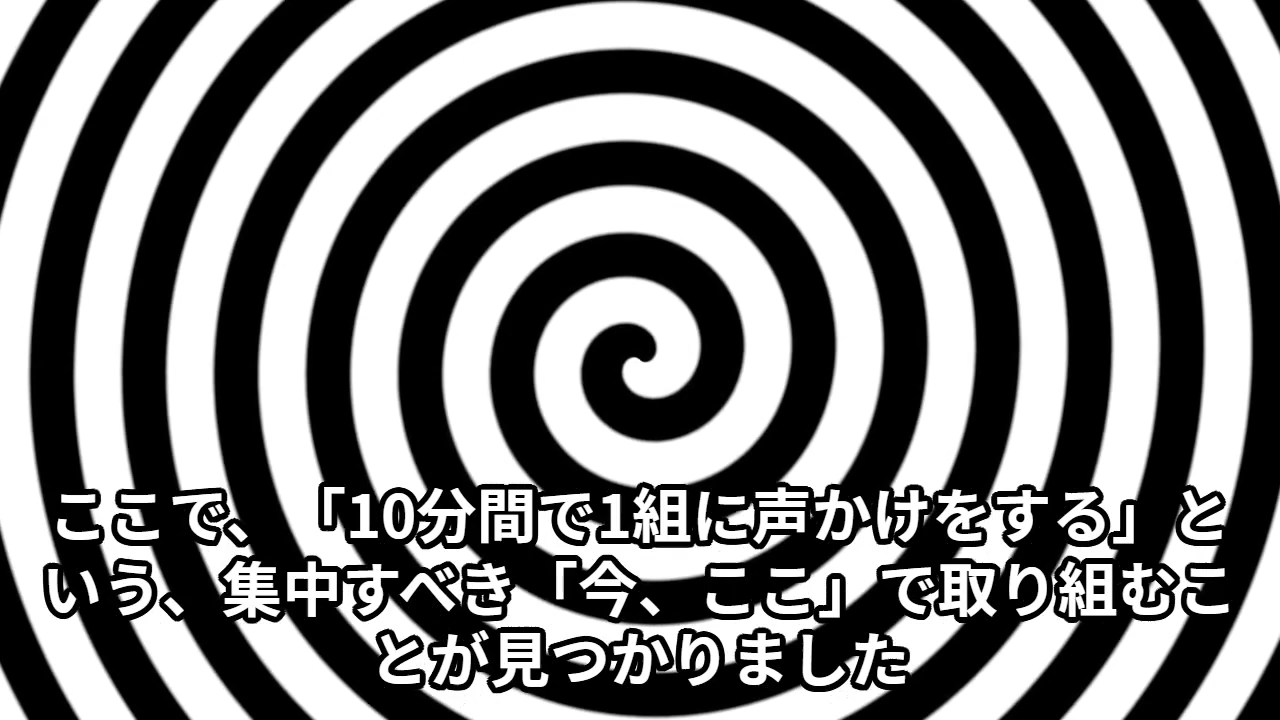 ここで、「10分間で1組に声かけをする」と
いう、集中すべき「今、ここ」で取り組むこ
とが見つかりました